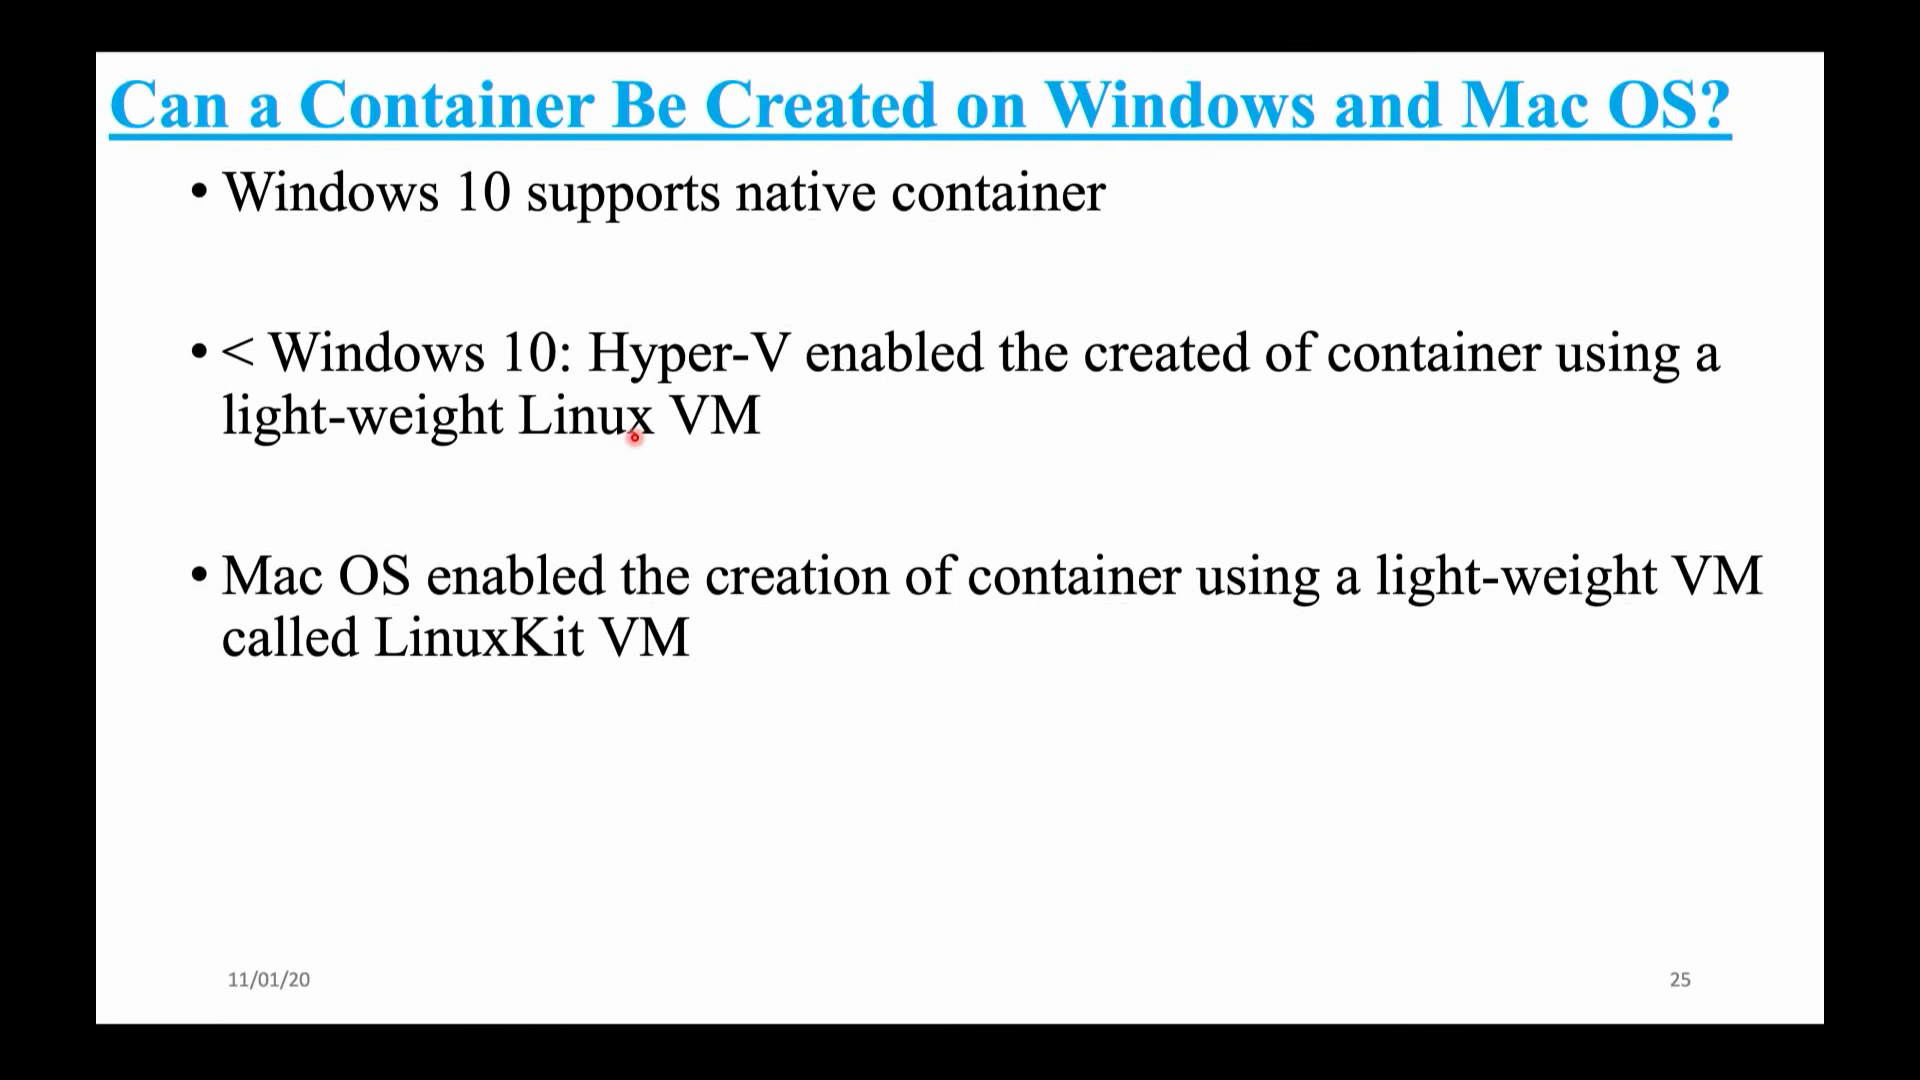 Can a Container Be Created on Windows and Mac OS?
• Windows 10 supports native container
• < Windows 10: Hyper-V enabled the created of container using a
light-weight Linux VM
• Mac OS enabled the creation of container using a light-weight VM
called LinuxKit VM
11/01/20
25